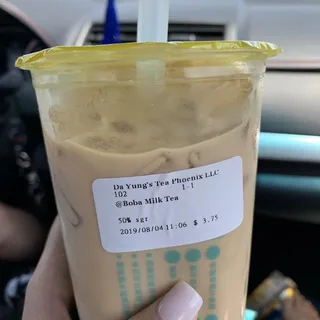 Da Yung's Tea Phoenix LLC
102 1-1
@Boba Milk Tea
50% sgr
2019/08/04 11:06 $ 3.75